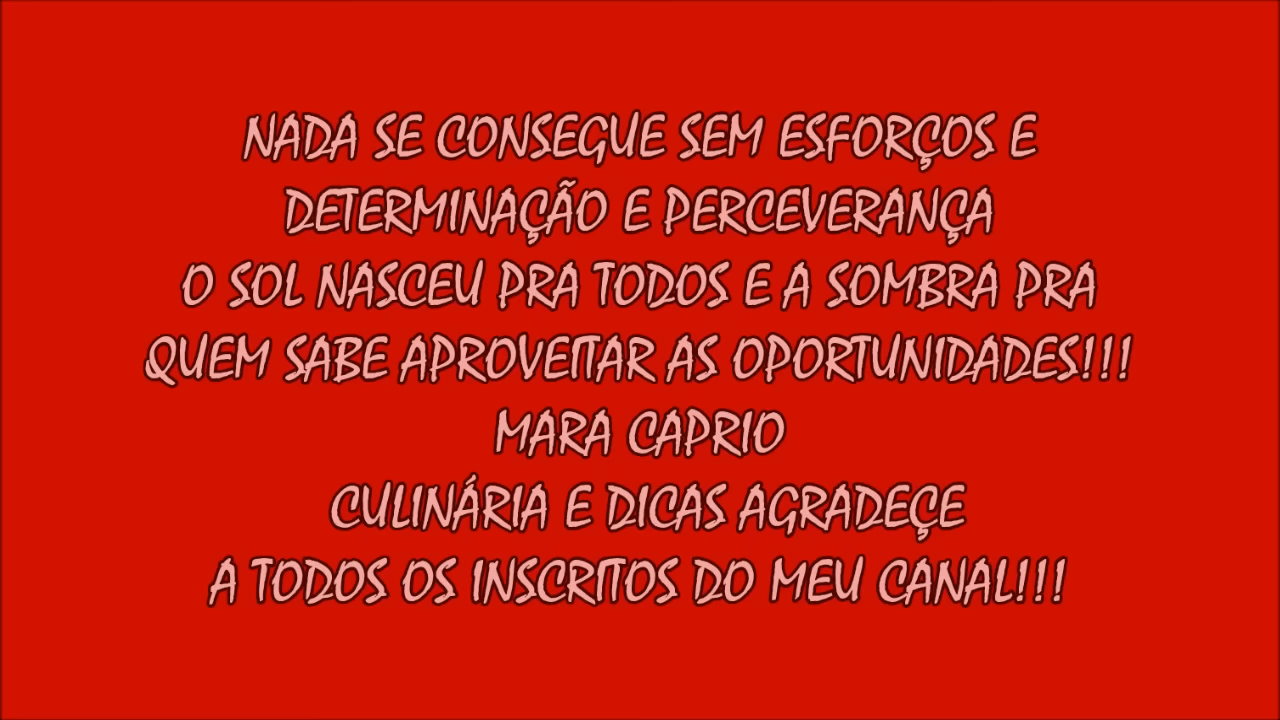 NADA SE CONSEGUE SEM ESFORÇOS E
DETERMINAÇÃO E PERCEVERANÇA
O SOL NASCEU PRA TODOS E A SOMBRA PRA
QUEM SABE APROVEITAR AS OPORTUNIDADES!!!
MARA CAPRIO
CULINÁRIA E DICAS AGRADEÇE
A TODOS OS INSCRITOS DO MEU CANAL!!!